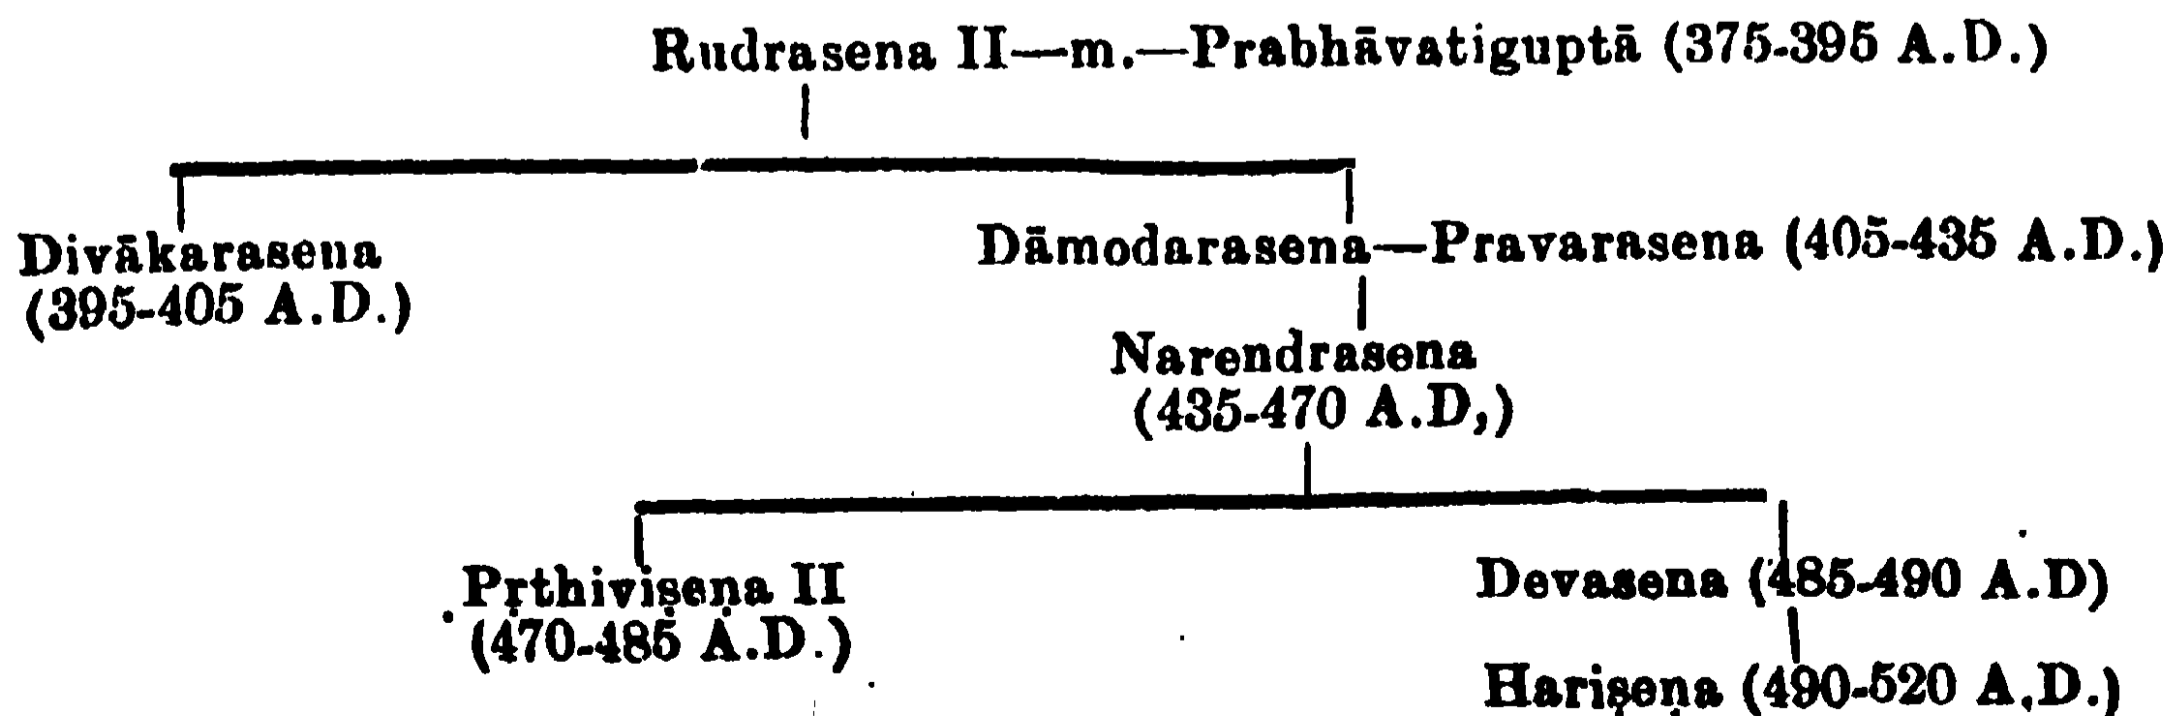 Rudrasena II—m.—Prabhāvatiguptā (375-395 A.D.)
Divākarasena
(395-405 A.D.)
Dāmodarasena—Pravarasena (405-435 A.D.)
Narendrasena
(435-470 A.D,)
Pṛthiviṣeṇa II
(470-485 A.D.)
Devasena (485-490 A.D)
Hariṣeṇa (490-520 A.D.)